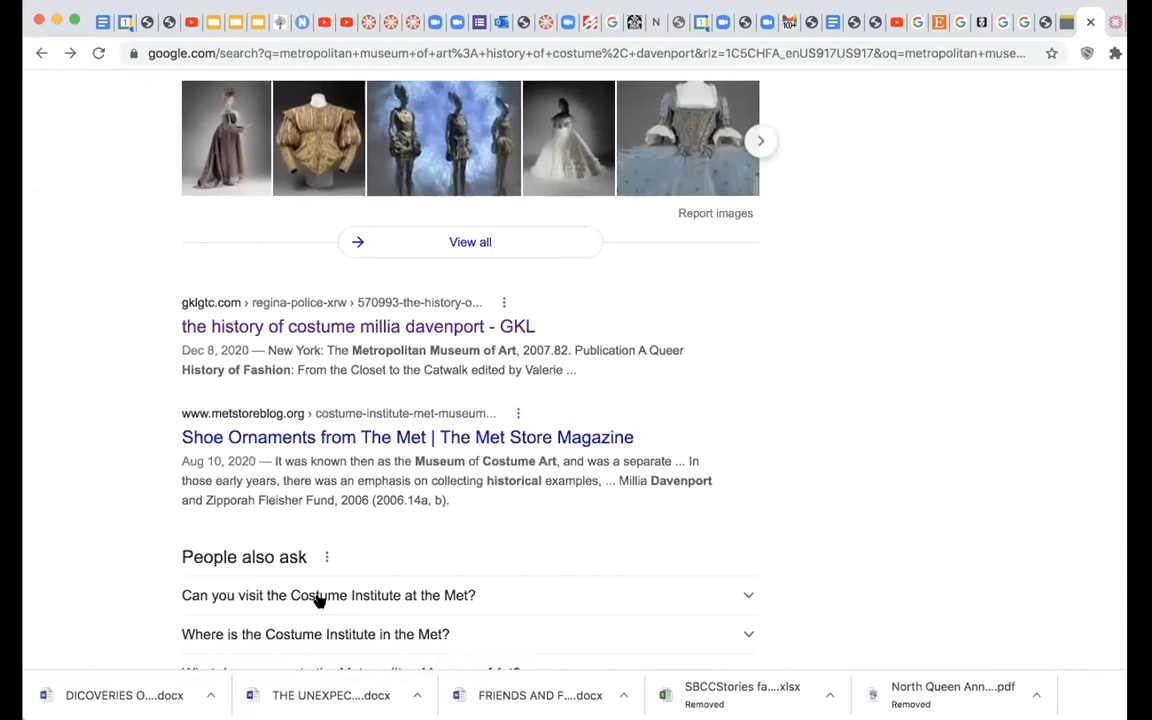 google.com/search?q=metropolitan+museum+of+art%3A+history+of+costume%2C+davenport&rlz=1C5CHFA_enUS917US917&oq=metropolitan+muse...
Report images
View all
gklgtc.com › regina-police-xrw › 570993-the-history-o...
the history of costume millia davenport - GKL
Dec 8, 2020 — New York: The Metropolitan Museum of Art, 2007.82. Publication A Queer
History of Fashion: From the Closet to the Catwalk edited by Valerie ...
www.metstoreblog.org › costume-institute-met-museum...
Shoe Ornaments from The Met | The Met Store Magazine
Aug 10, 2020 — It was known then as the Museum of Costume Art, and was a separate ... In
those early years, there was an emphasis on collecting historical examples, ... Millia Davenport
and Zipporah Fleisher Fund, 2006 (2006.14a, b).
People also ask
Can you visit the Costume Institute at the Met?
Where is the Costume Institute in the Met?
DICOVERIES O....docx
THE UNEXPEC....docx
FRIENDS AND F....docx
SBCCStories fa....xlsx
Removed
North Queen Ann....pdf
Removed